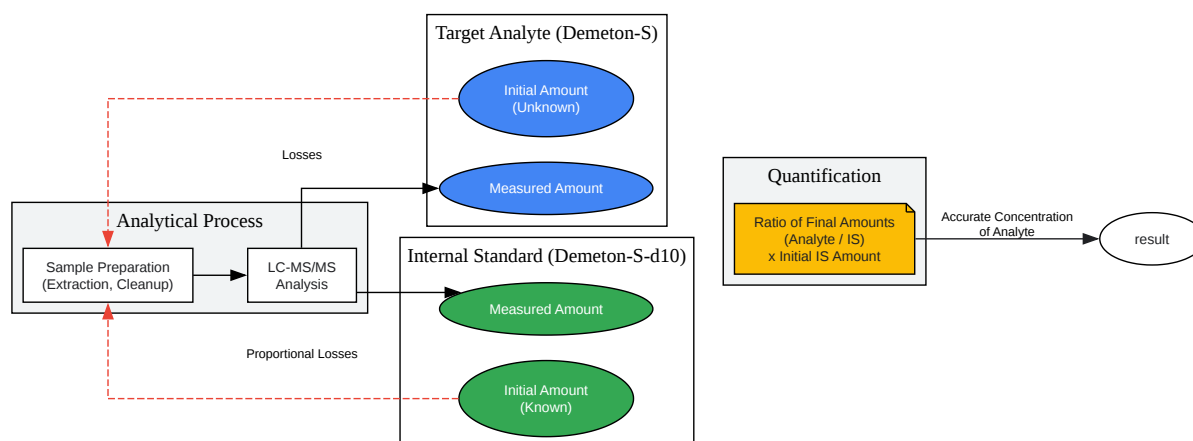 Target Analyte (Demeton-S)
Initial Amount
(Unknown)
Losses
Measured Amount
Analytical Process
Sample Preparation
(Extraction, Cleanup)
LC-MS/MS
Analysis
Internal Standard (Demeton-S-d10)
Measured Amount
Proportional Losses
Initial Amount
(Known)
Quantification
Ratio of Final Amounts
(Analyte / IS)
x Initial IS Amount
Accurate Concentration
of Analyte
result